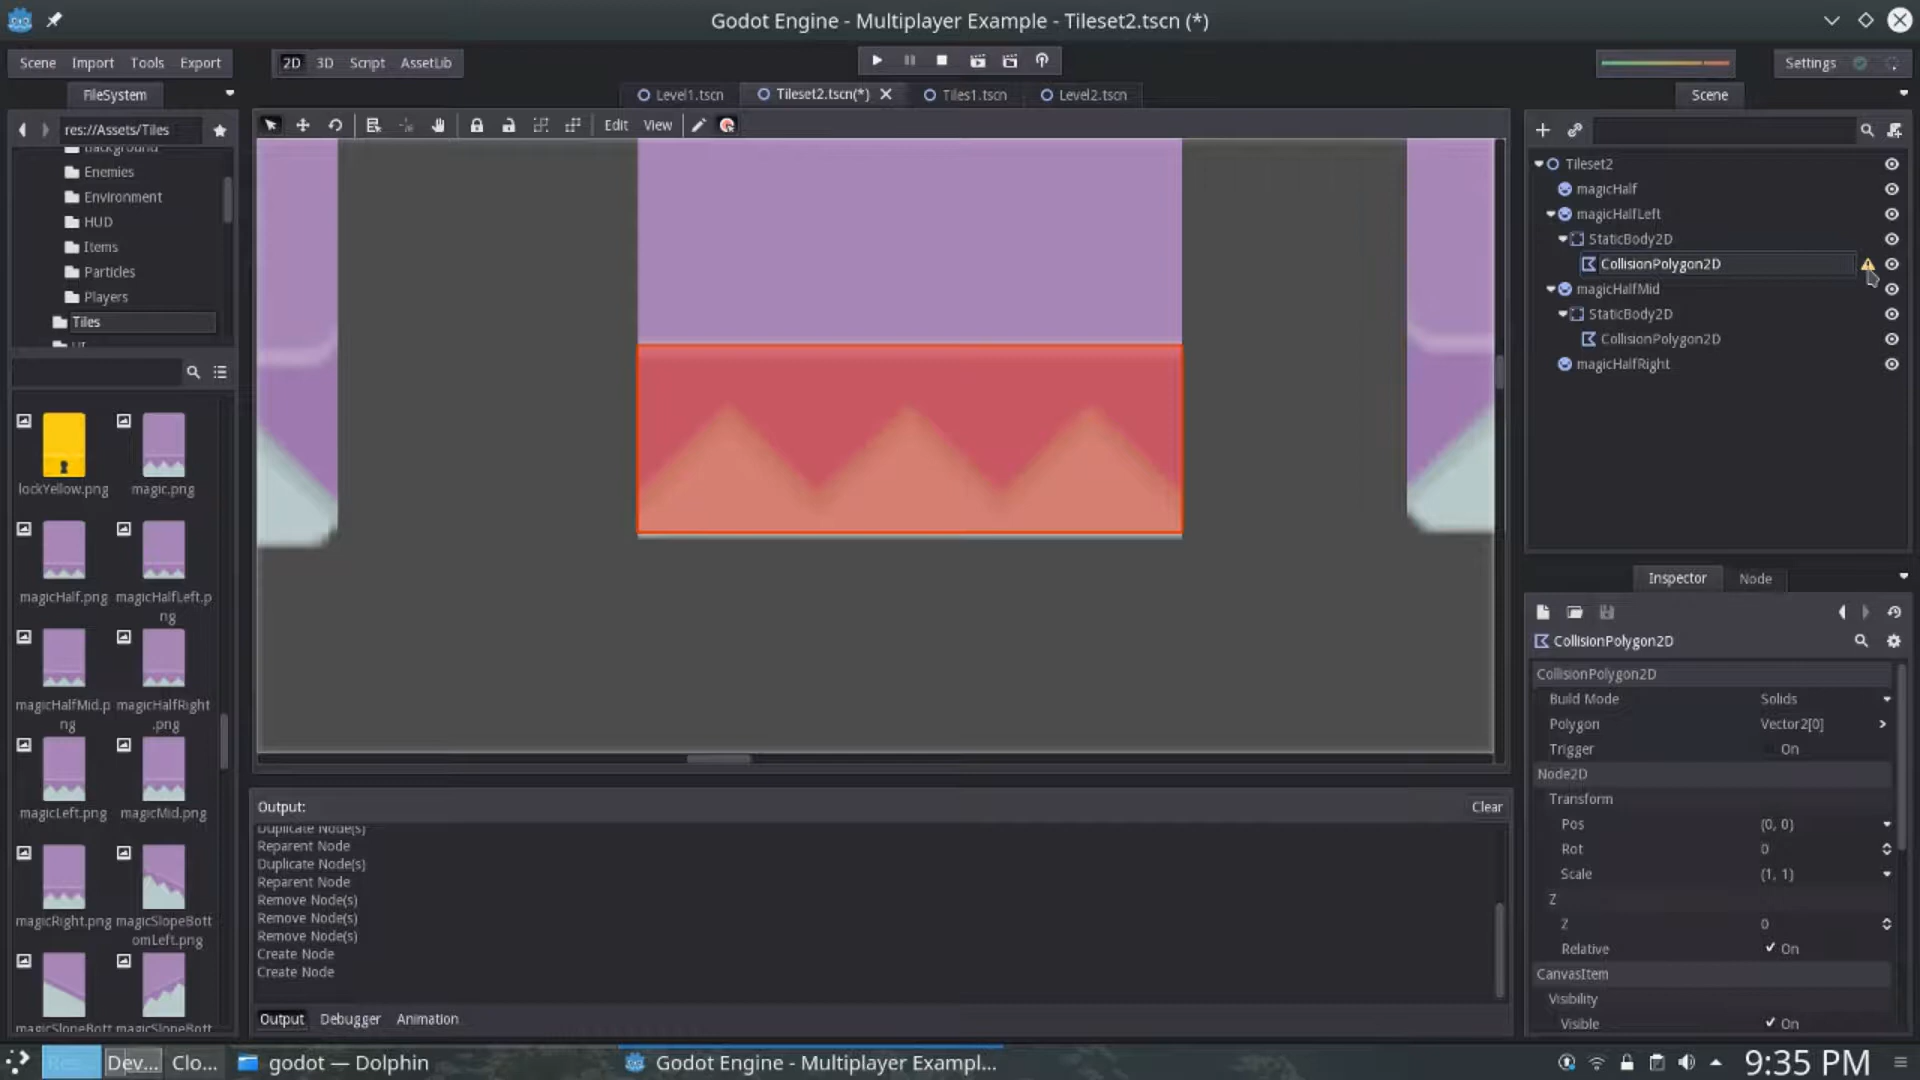 Godot Engine - Multiplayer Example - Tileset2.tscn (*)
Scene Import Tools Export
2D 3D Script AssetLib
Settings
FileSystem
Level1.tscn Tileset2.tscn(*) Tiles1.tscn Level2.tscn
Scene
res://Assets/Tiles
Edit View
Background
Enemies
Environment
HUD
Items
Particles
Players
Tiles
Tileset2
magicHalf
magicHalfLeft
StaticBody2D
CollisionPolygon2D
magicHalfMid
StaticBody2D
CollisionPolygon2D
magicHalfRight
lockYellow.png magic.png
magicHalf.png magicHalfLeft.p
ng
magicHalfMid.p magicHalfRight
ng .png
magicLeft.png magicMid.png
magicRight.png magicSlopeBott
omLeft.png
magicSlopeBott magicSlopeBott
Inspector Node
CollisionPolygon2D
CollisionPolygon2D
Build Mode Solids
Polygon Vector2[0]
Trigger On
Node2D
Transform
Pos (0, 0)
Rot 0
Scale (1, 1)
Z
Z 0
Relative On
CanvasItem
Visibility
Visible On
Output: Clear
Duplicate Node(s)
Reparent Node
Duplicate Node(s)
Reparent Node
Remove Node(s)
Remove Node(s)
Remove Node(s)
Create Node
Create Node
Output Debugger Animation
Dev... Clo... godot — Dolphin Godot Engine - Multiplayer Exampl... 9:35 PM